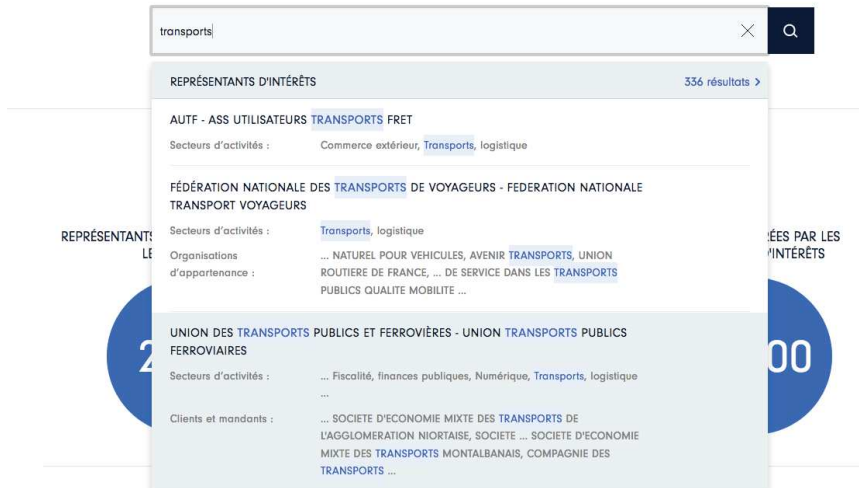 transports
REPRÉSENTANTS D'INTÉRÊTS
336 résultats >
AUTF - ASS UTILISATEURS TRANSPORTS FRET
Secteurs d'activités : Commerce extérieur, Transports, logistique
FÉDÉRATION NATIONALE DES TRANSPORTS DE VOYAGEURS - FEDERATION NATIONALE
TRANSPORT VOYAGEURS
Secteurs d'activités : Transports, logistique
Organisations
d'appartenance :
... NATUREL POUR VEHICULES, AVENIR TRANSPORTS, UNION
ROUTIERE DE FRANCE, ... DE SERVICE DANS LES TRANSPORTS
PUBLICS QUALITE MOBILITE ...
UNION DES TRANSPORTS PUBLICS ET FERROVIÈRES - UNION TRANSPORTS PUBLICS
FERROVIAIRES
Secteurs d'activités : ... Fiscalité, finances publiques, Numérique, Transports, logistique
...
Clients et mandants : ... SOCIETE D'ECONOMIE MIXTE DES TRANSPORTS DE
L'AGGLOMERATION NIORTAISE, SOCIETE ... SOCIETE D'ECONOMIE
MIXTE DES TRANSPORTS MONTALBANAIS, COMPAGNIE DES
TRANSPORTS ...
REPRÉSENTANTS
LE
2
ÉES PAR LES
'INTÉRÊTS
00